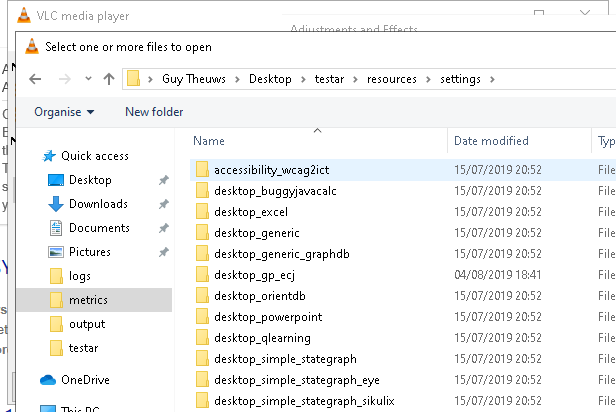 VLC media player
Adjustments and Effects
Select one or more files to open
Guy Theuws > Desktop > testar > resources > settings >
Organise New folder
Name Date modified Typ
Quick access
Desktop
Downloads
Documents
Pictures
logs
metrics
output
testar
OneDrive
This PC
accessibility_wcag2ict 15/07/2019 20:52 File
desktop_buggyjavacalc 15/07/2019 20:52 File
desktop_excel 15/07/2019 20:52 File
desktop_generic 15/07/2019 20:52 File
desktop_generic_graphdb 15/07/2019 20:52 File
desktop_gp_ecj 04/08/2019 18:41 File
desktop_orientdb 15/07/2019 20:52 File
desktop_powerpoint 15/07/2019 20:52 File
desktop_qlearning 15/07/2019 20:52 File
desktop_simple_stategraph 15/07/2019 20:52 File
desktop_simple_stategraph_eye 15/07/2019 20:52 File
desktop_simple_stategraph_sikulix 15/07/2019 20:52 File